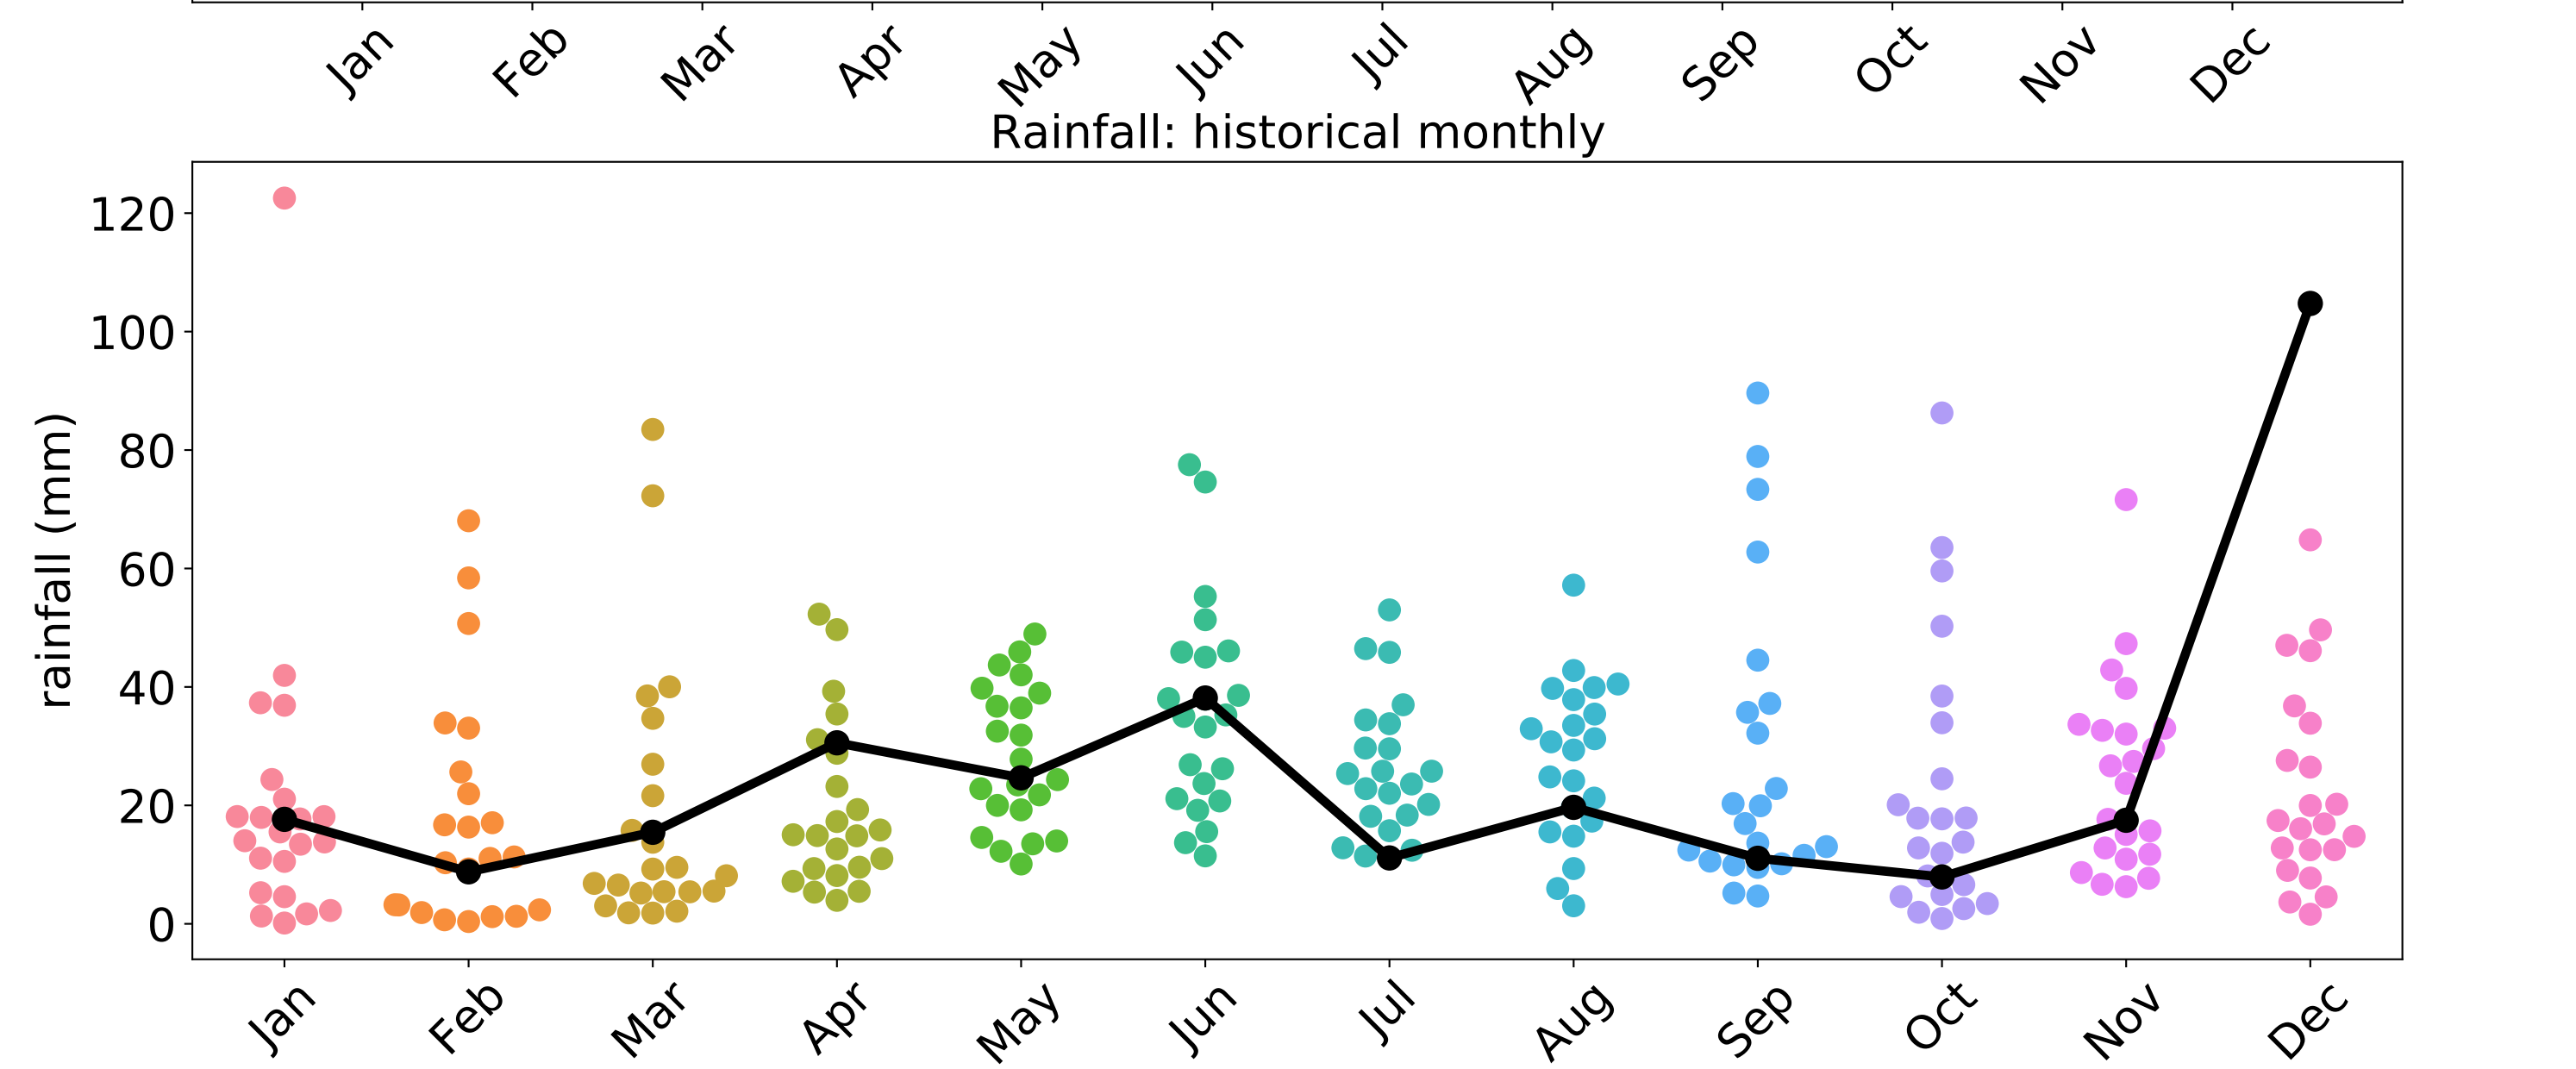 Jan Feb Mar Apr May Jun Jul Aug Sep Oct Nov Dec
Rainfall: historical monthly
120
100
80
60
40
20
0
rainfall (mm)
Jan Feb Mar Apr May Jun Jul Aug Sep Oct Nov Dec